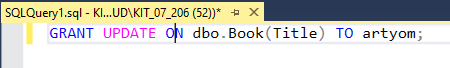 SQLQuery1.sql - KI...UD\KIT_07_206 (52))*
GRANT UPDATE ON dbo.Book(Title) TO artyom;